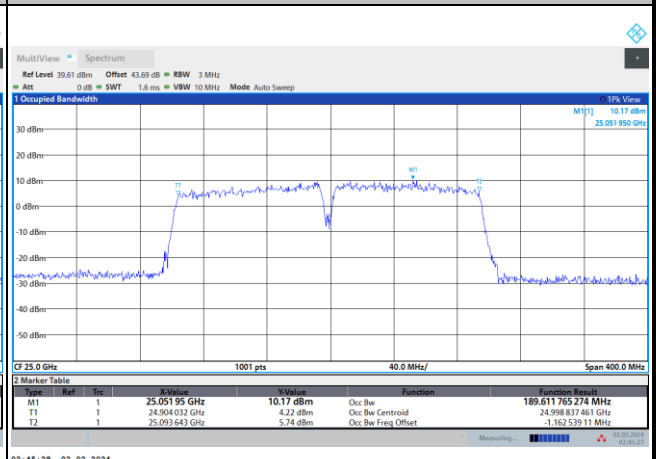 MultiView Spectrum
Ref Level 39.61 dBm Offset 43.69 dB RBW 3 MHz
Att 0 dB SWT 1.6 ms VBW 10 MHz Mode Auto Sweep
1 Occupied Bandwidth 1Pk View
M1[1] 10.17 dBm
25.051 950 GHz
30 dBm
20 dBm
M1
10 dBm
T1 T2
0 dBm
-10 dBm
-20 dBm
-30 dBm
-40 dBm
-50 dBm
CF 25.0 GHz 1001 pts 40.0 MHz/ Span 400.0 MHz
2 Marker Table
Type Ref Trc X-Value Y-Value Function Function Result
M1 1 25.051 95 GHz 10.17 dBm Occ Bw 189.611 765 274 MHz
T1 1 24.904 032 GHz 4.22 dBm Occ Bw Centroid 24.998 837 461 GHz
T2 1 25.093 643 GHz 5.74 dBm Occ Bw Freq Offset -1.162 539 11 MHz
Measuring... 02.02.2024
02:45:27